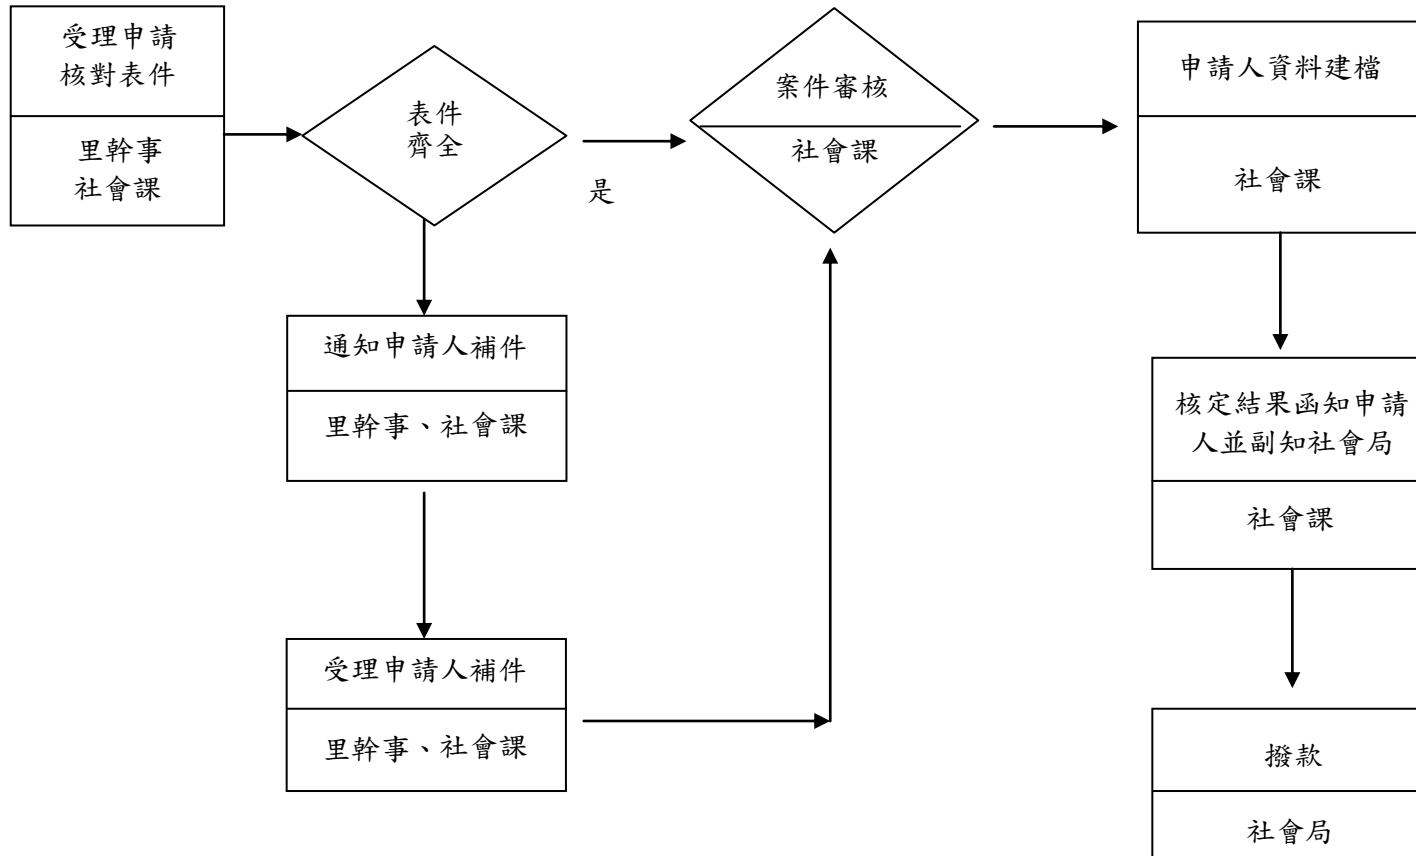 受理申請
核對表件
里幹事
社會課
表件
齊全
是
案件審核
社會課
申請人資料建檔
社會課
通知申請人補件
里幹事、社會課
受理申請人補件
里幹事、社會課
核定結果函知申請
人並副知社會局
社會課
撥款
社會局